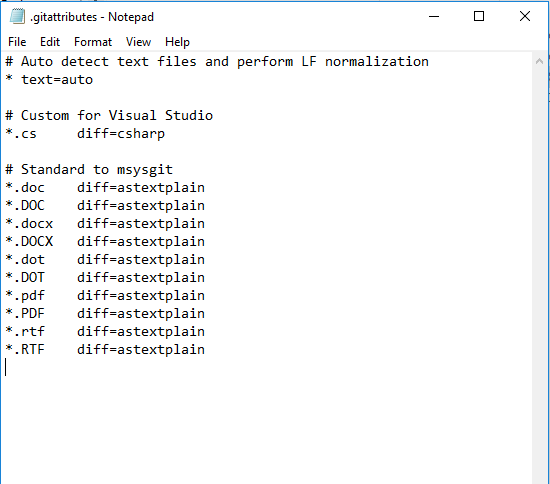 .gitattributes - Notepad
File Edit Format View Help
# Auto detect text files and perform LF normalization
* text=auto
# Custom for Visual Studio
*.cs     diff=csharp
# Standard to msysgit
*.doc    diff=astextplain
*.DOC    diff=astextplain
*.docx   diff=astextplain
*.DOCX   diff=astextplain
*.dot    diff=astextplain
*.DOT    diff=astextplain
*.pdf    diff=astextplain
*.PDF    diff=astextplain
*.rtf    diff=astextplain
*.RTF    diff=astextplain